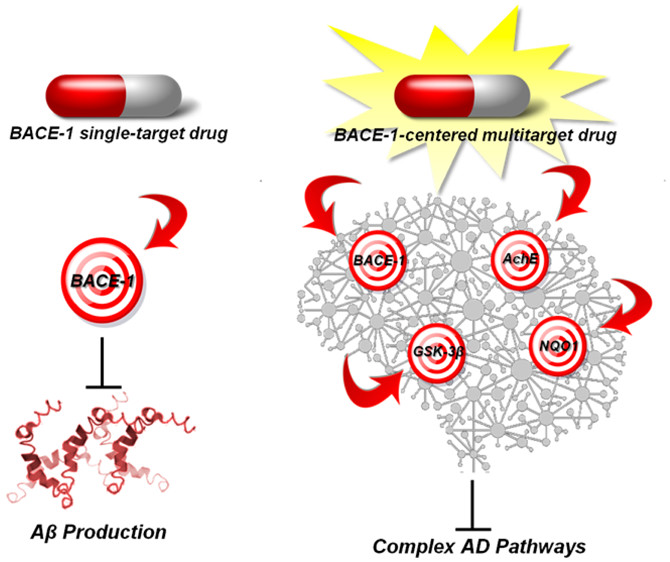 BACE-1 single-target drug
BACE-1-centered multitarget drug
BACE-1
BACE-1
AchE
GSK-3β
NQO1
Aβ Production
Complex AD Pathways